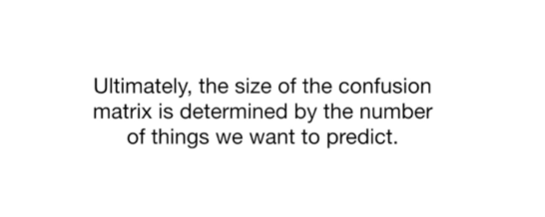 Ultimately, the size of the confusion
matrix is determined by the number
of things we want to predict.